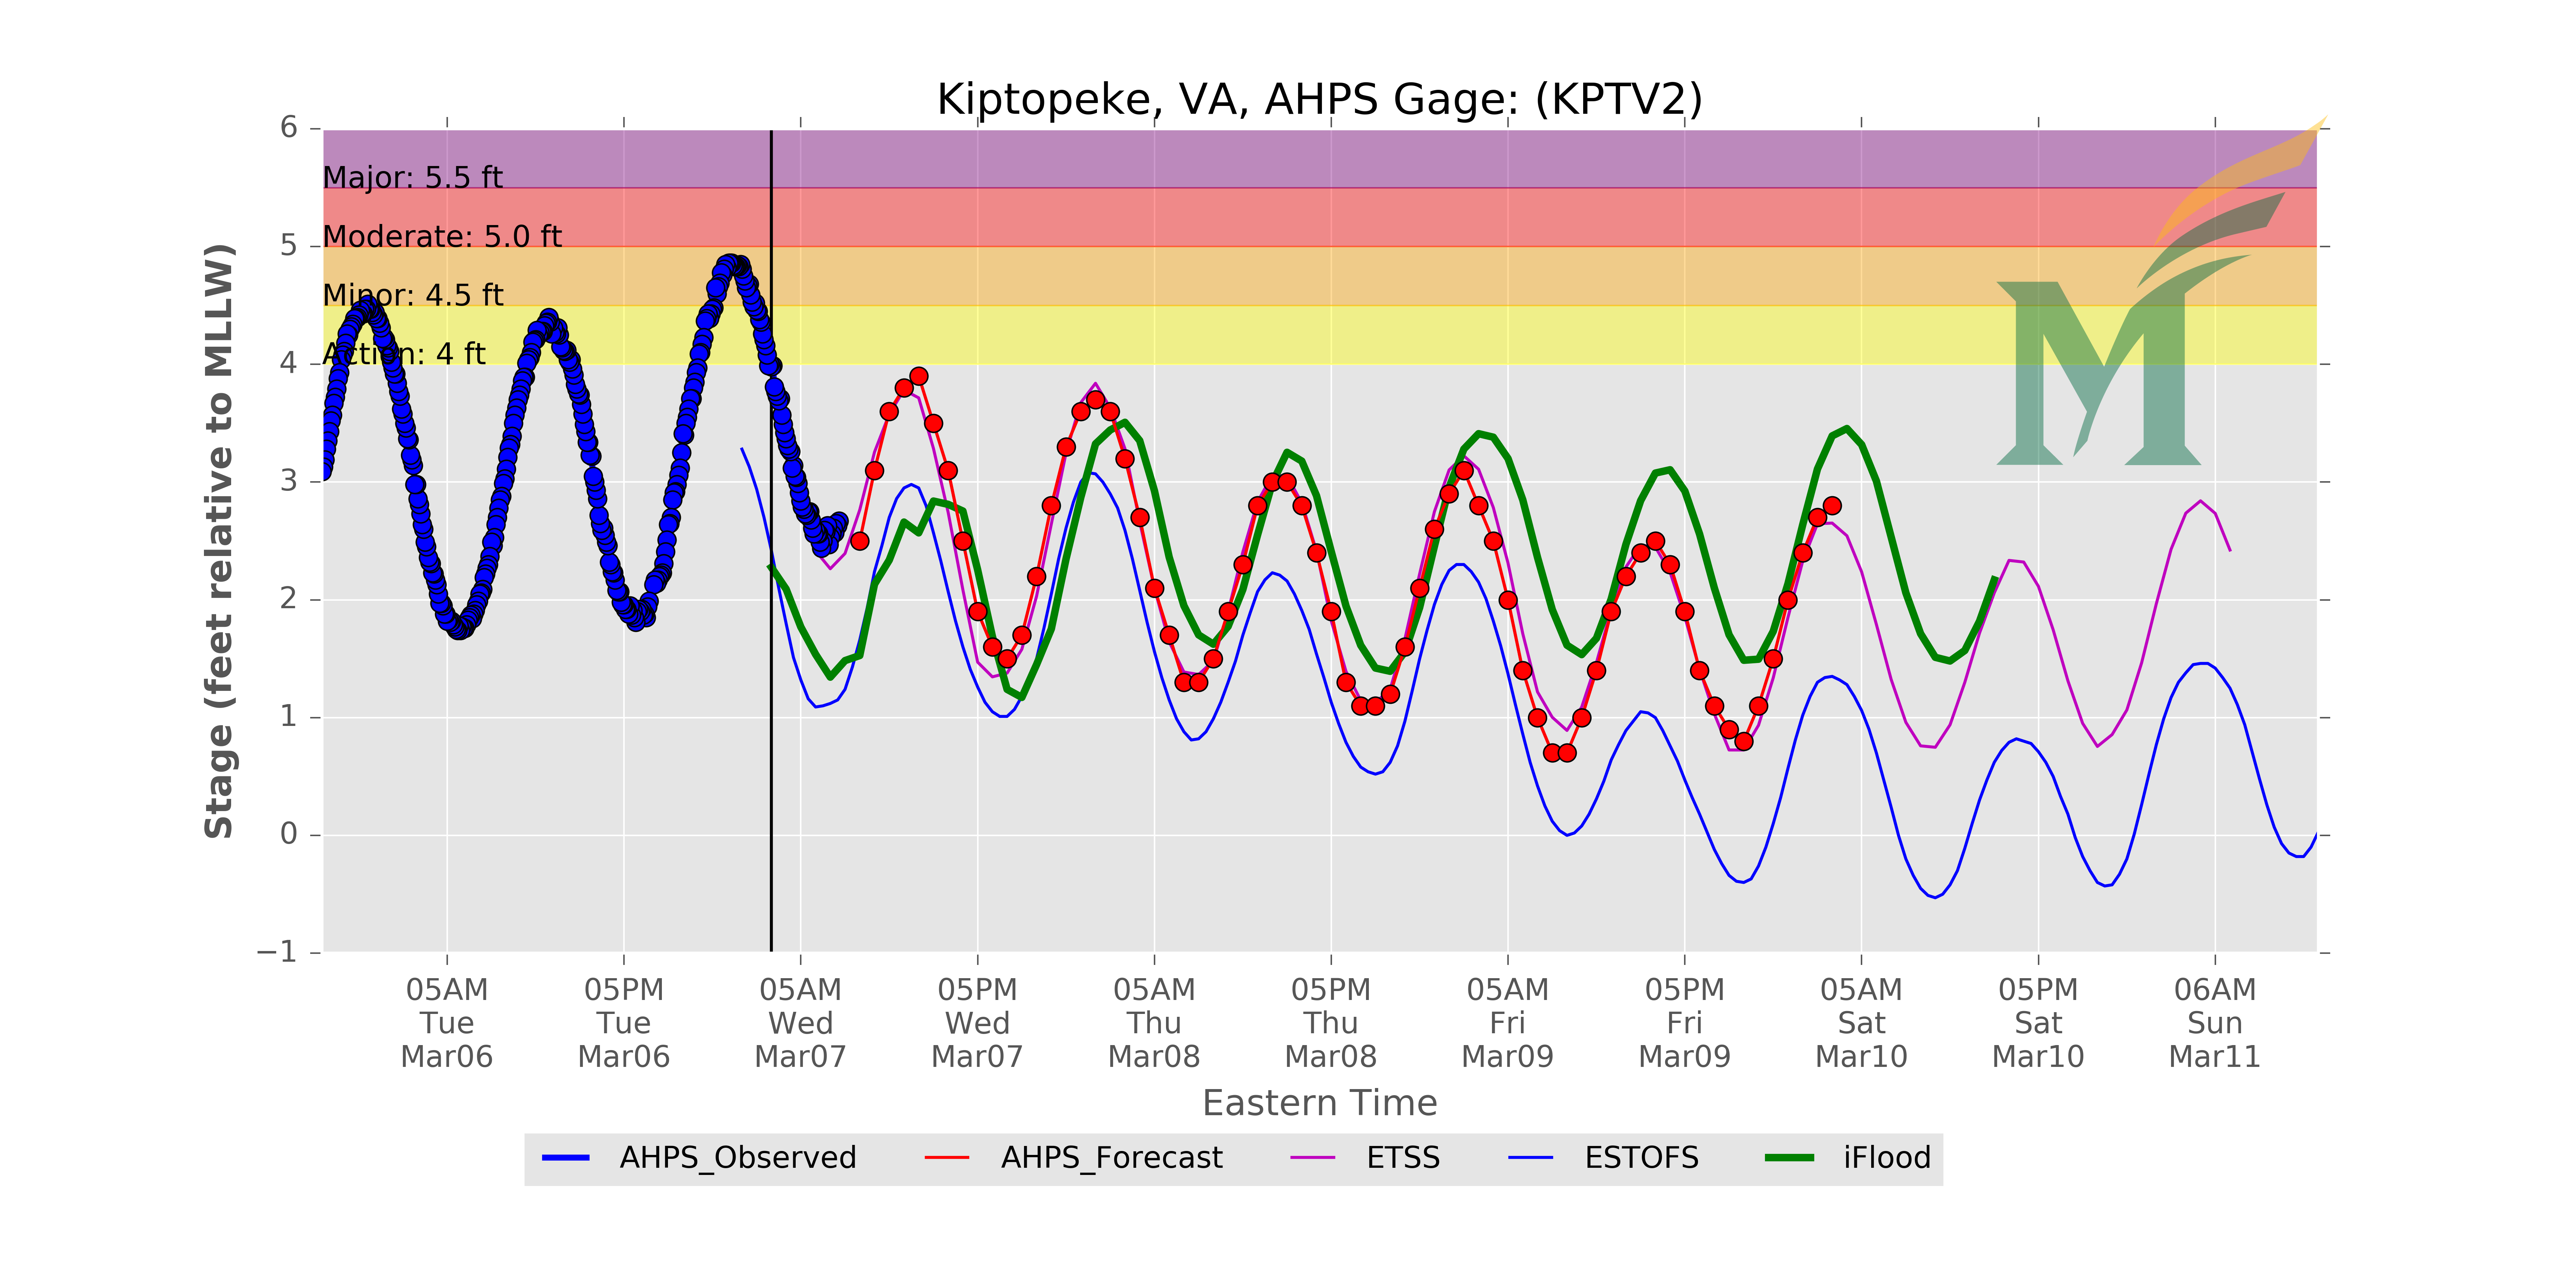 Kiptopeke, VA, AHPS Gage: (KPTV2)
Stage (feet relative to MLLW)
6
5
4
3
2
1
0
−1
Major: 5.5 ft
Moderate: 5.0 ft
Minor: 4.5 ft
Action: 4 ft
M
05AM
Tue
Mar06
05PM
Tue
Mar06
05AM
Wed
Mar07
05PM
Wed
Mar07
05AM
Thu
Mar08
05PM
Thu
Mar08
05AM
Fri
Mar09
05PM
Fri
Mar09
05AM
Sat
Mar10
05PM
Sat
Mar10
06AM
Sun
Mar11
Eastern Time
AHPS_Observed
AHPS_Forecast
ETSS
ESTOFS
iFlood